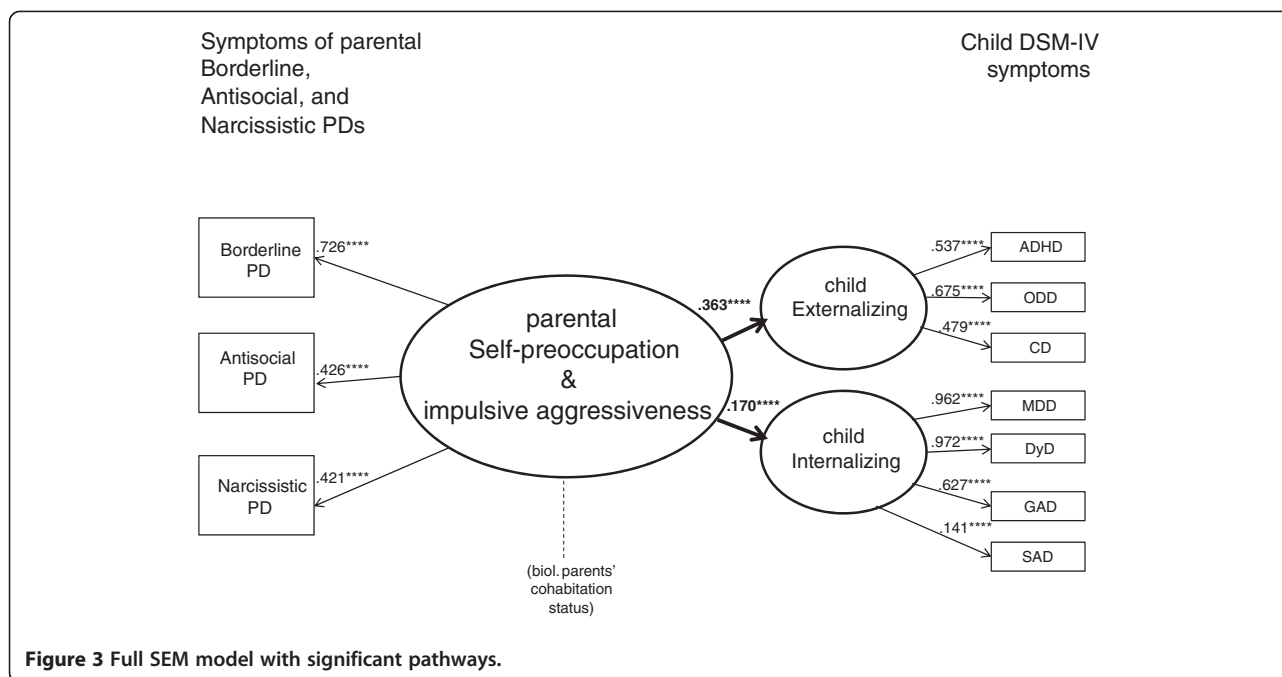 Symptoms of parental
Borderline,
Antisocial, and
Narcissistic PDs
Child DSM-IV
symptoms
Borderline
PD
.726****
Antisocial
PD
.426****
Narcissistic
PD
.421****
parental
Self-preoccupation
&
impulsive aggressiveness
(biol. parents'
cohabitation
status)
.363****
.170****
child
Externalizing
.537****
ADHD
.675****
ODD
.479****
CD
child
Internalizing
.962****
MDD
.972****
DyD
.627****
GAD
.141****
SAD
Figure 3 Full SEM model with significant pathways.